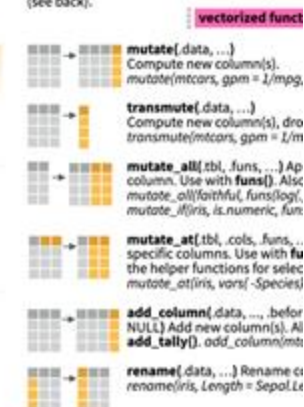 (see back).
vectorized funct
mutate(.data, …)
Compute new column(s).
mutate(mtcars, gpm = 1/mpg,
transmute(.data, …)
Compute new column(s), dro
transmute(mtcars, gpm = 1/m
mutate_all(.tbl, .funs, …) Ap
column. Use with funs(). Also
mutate_all(faithful, funs(log(.
mutate_if(iris, is.numeric, funs
mutate_at(.tbl, .cols, .funs, …
specific columns. Use with fu
the helper functions for selec
mutate_at(iris, vars( -Species)
add_column(.data, …, .befor
NULL) Add new column(s). Al
add_tally(). add_column(mtc
rename(.data, …) Rename co
rename(iris, Length = Sepal.Le